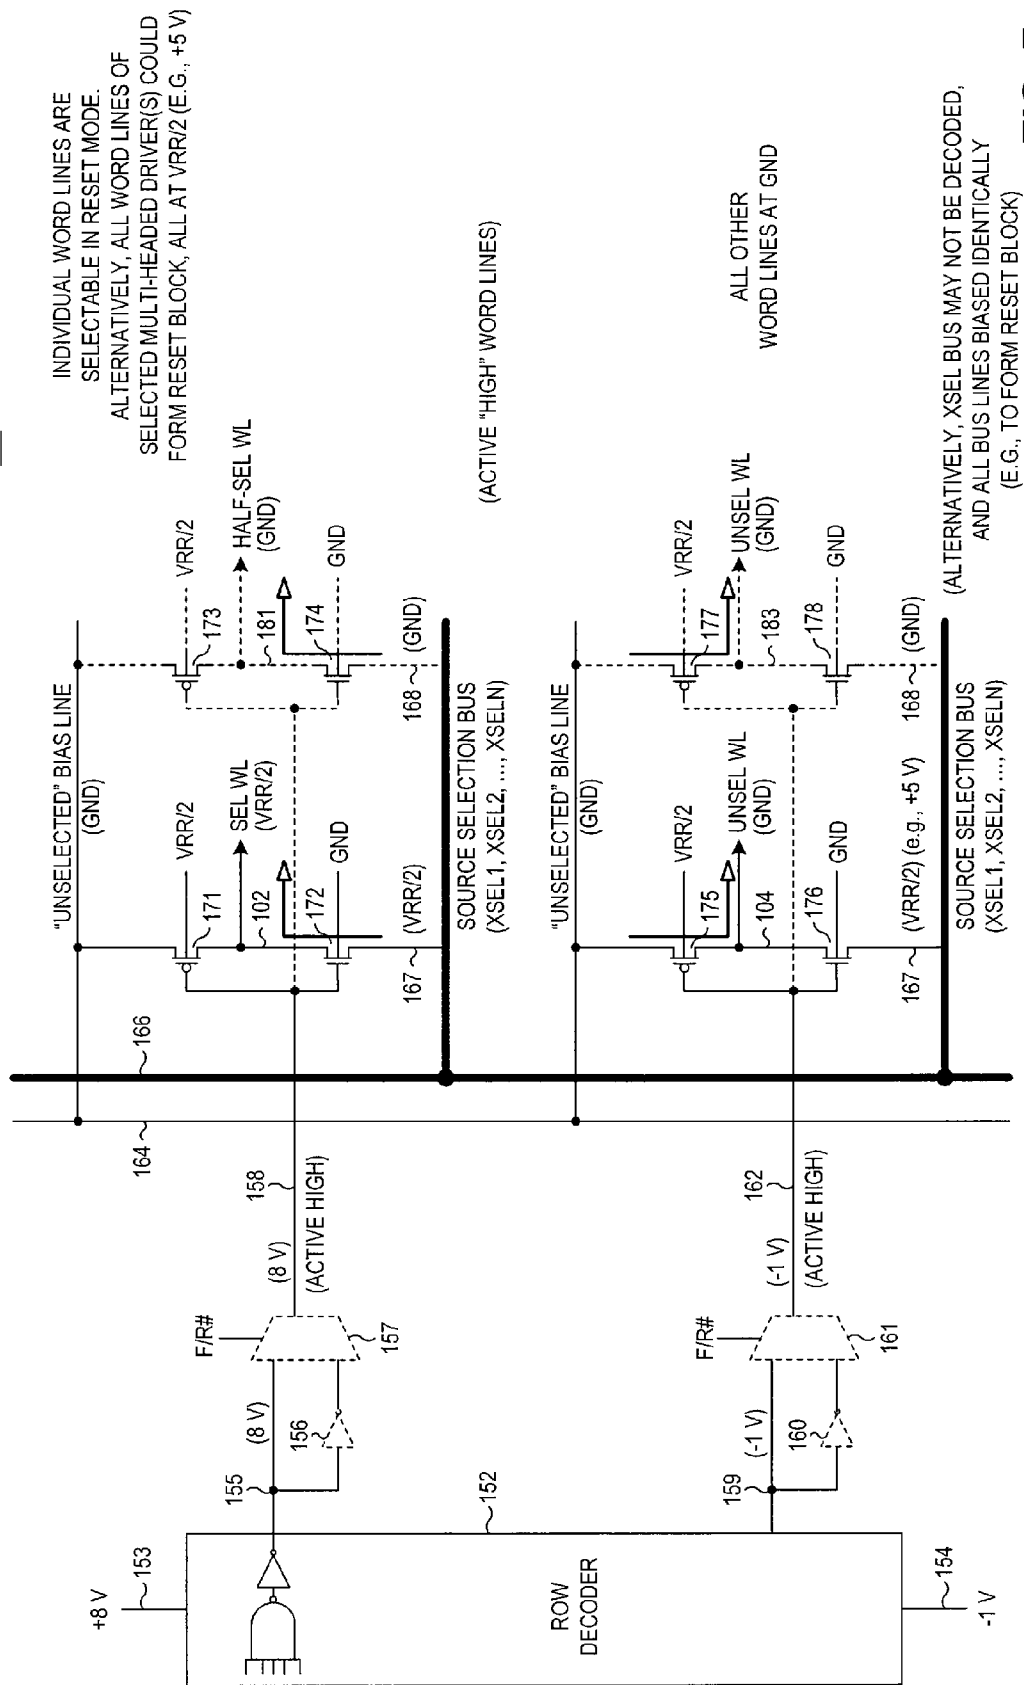 INDIVIDUAL WORD LINES ARE
SELECTABLE IN RESET MODE.
ALTERNATIVELY, ALL WORD LINES OF
SELECTED MULTI-HEADED DRIVER(S) COULD
FORM RESET BLOCK, ALL AT VRR/2 (E.G., +5 V)
+8 V
153
155
(8 V)
156
F/R#
157
(8 V)
158
(ACTIVE HIGH)
164
166
"UNSELECTED" BIAS LINE
(GND)
VRR/2
171
SEL WL
(VRR/2)
102
172
GND
167
(VRR/2)
VRR/2
173
HALF-SEL WL
(GND)
181
174
GND
168
(GND)
SOURCE SELECTION BUS
(XSEL1, XSEL2, ..., XSELN)
(ACTIVE "HIGH" WORD LINES)
152
ROW
DECODER
154
-1 V
159
(-1 V)
160
F/R#
161
(-1 V)
162
(ACTIVE HIGH)
"UNSELECTED" BIAS LINE
(GND)
VRR/2
175
UNSEL WL
(GND)
104
176
GND
167
(VRR/2) (e.g., +5 V)
VRR/2
177
UNSEL WL
(GND)
183
178
GND
168
(GND)
SOURCE SELECTION BUS
(XSEL1, XSEL2, ..., XSELN)
ALL OTHER
WORD LINES AT GND
(ALTERNATIVELY, XSEL BUS MAY NOT BE DECODED,
AND ALL BUS LINES BIASED IDENTICALLY
(E.G., TO FORM RESET BLOCK)